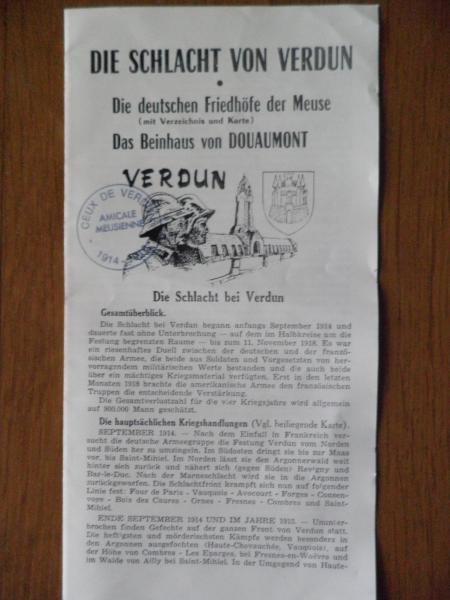 DIE SCHLACHT VON VERDUN
•
Die deutschen Friedhöfe der Meuse
(mit Verzeichnis und Karte)
Das Beinhaus von DOUAUMONT
VERDUN
CEUX DE VERDUN
AMICALE
MEUSIENNE
1914-
Die Schlacht bei Verdun
Gesamtüberblick.
Die Schlacht bei Verdun begann anfangs September 1914 und
dauerte fast ohne Unterbrechung — auf dem im Halbkreise um die
Festung begrenzten Raume — bis zum 11. November 1918. Es war
ein riesenhaftes Duell zwischen der deutschen und der franzö-
sischen Armee, die beide aus Soldaten und Vorgesetzten von her-
vorragendem militärischen Werte bestanden und die auch beide
über ein mächtiges Kriegsmaterial verfügten. Erst in den letzten
Monaten 1918 brachte die amerikanische Armee den französischen
Truppen die entscheidende Verstärkung.
Die Gesamtverlustzahl für die vier Kriegsjahre wird allgemein
auf 800.000 Mann geschätzt.
Die hauptsächlichen Kriegshandlungen (Vgl. beiliegende Karte).
SEPTEMBER 1914. — Nach dem Einfall in Frankreich ver-
sucht die deutsche Armeegruppe die Festung Verdun vom Norden
und Süden her zu umzingeln. Im Südosten dringt sie bis zur Maas
vor, bis Saint-Mihiel. Im Norden lässt sie den Argonnerwald weit
hinter sich zurück und nähert sich (gegen Süden) Revigny und
Bar-le-Duc. Nach der Marneschlacht wird sie in die Argonnen
zurückgeworfen. Die Schlachtfront krampft sich nun auf folgender
Linie fest: Four de Paris - Vauquois - Avocourt - Forges - Consen-
voye - Bois des Caures - Ornes - Fresnes - Combres und Saint-
Mihiel.
ENDE SEPTEMBER 1914 UND IM JAHRE 1915. — Ununter-
brochen finden Gefechte auf der ganzen Front von Verdun statt.
Die heftigsten und mörderischsten Kämpfe werden besonders in
den Argonnen ausgefochten (Haute-Chevauchée, Vauquois), auf
der Höhe von Combres - Les Eparges, bei Fresnes-en-Woëvre und
im Walde von Ailly bei Saint-Mihiel. In der Umgegend von Haute-